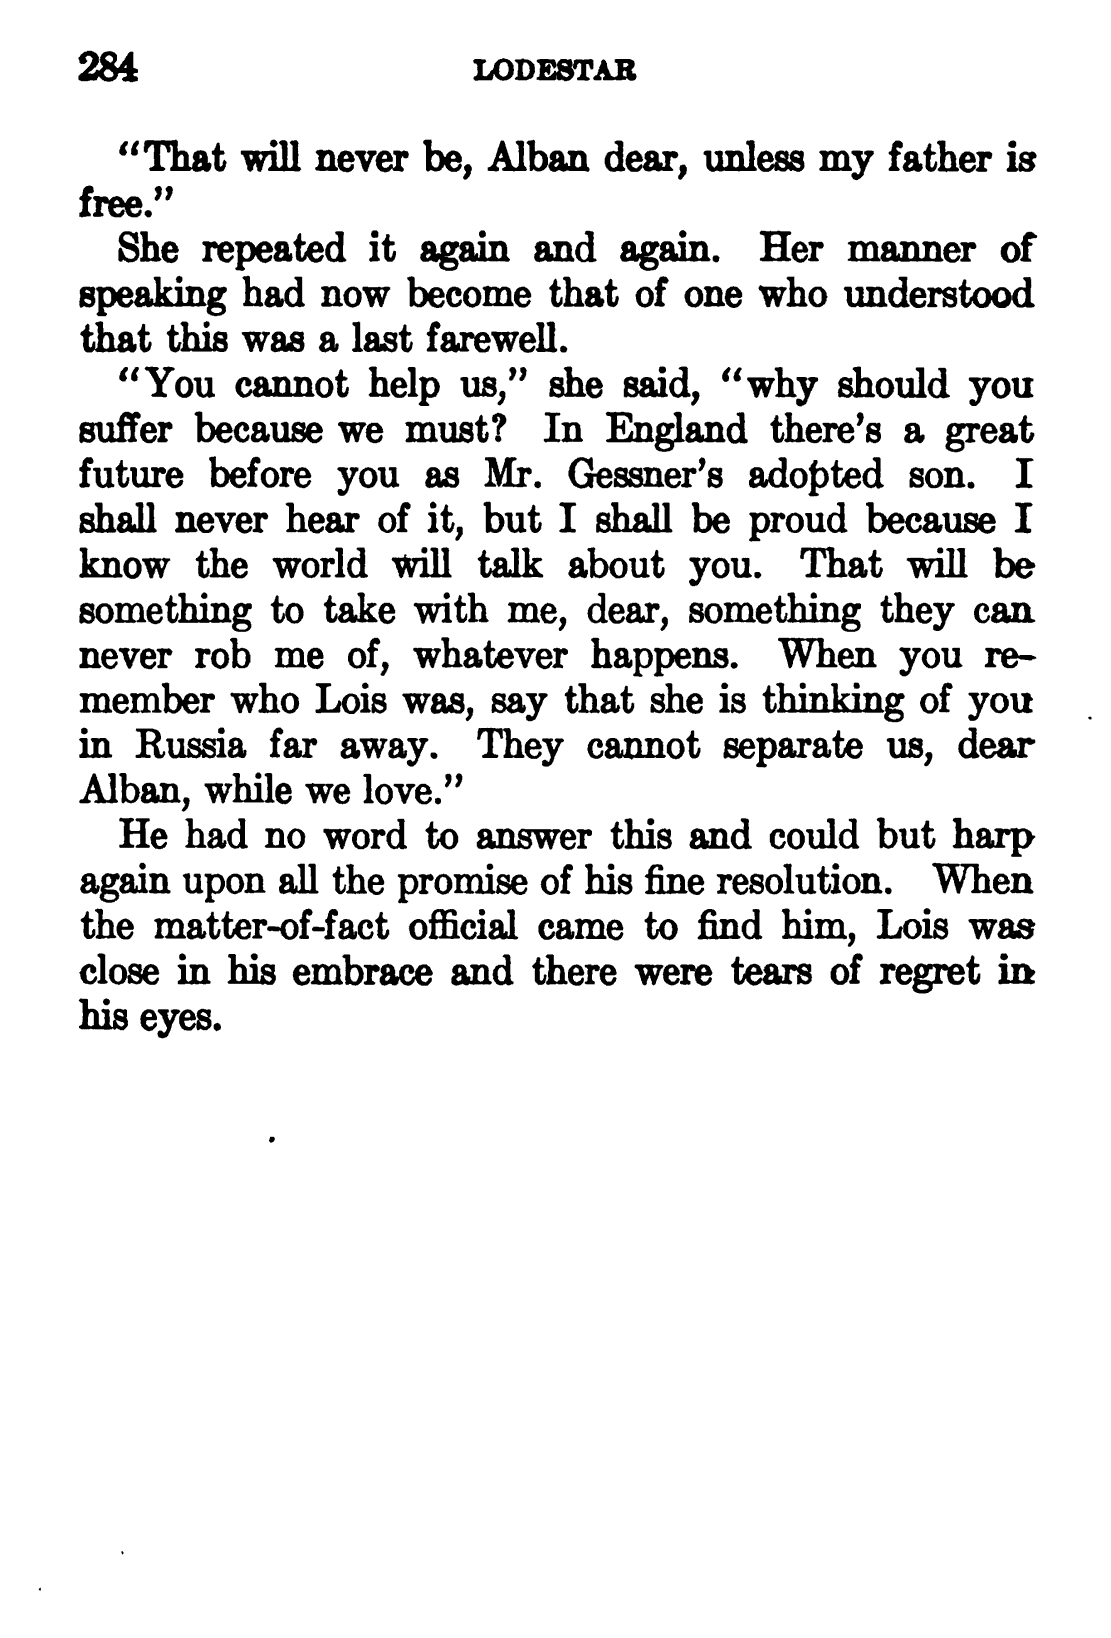 284 LODESTAR
"That will never be, Alban dear, unless my father is
free."
She repeated it again and again. Her manner of
speaking had now become that of one who understood
that this was a last farewell.
"You cannot help us," she said, "why should you
suffer because we must? In England there's a great
future before you as Mr. Gessner's adopted son. I
shall never hear of it, but I shall be proud because I
know the world will talk about you. That will be
something to take with me, dear, something they can
never rob me of, whatever happens. When you re-
member who Lois was, say that she is thinking of you
in Russia far away. They cannot separate us, dear
Alban, while we love."
He had no word to answer this and could but harp
again upon all the promise of his fine resolution. When
the matter-of-fact official came to find him, Lois was
close in his embrace and there were tears of regret in
his eyes.